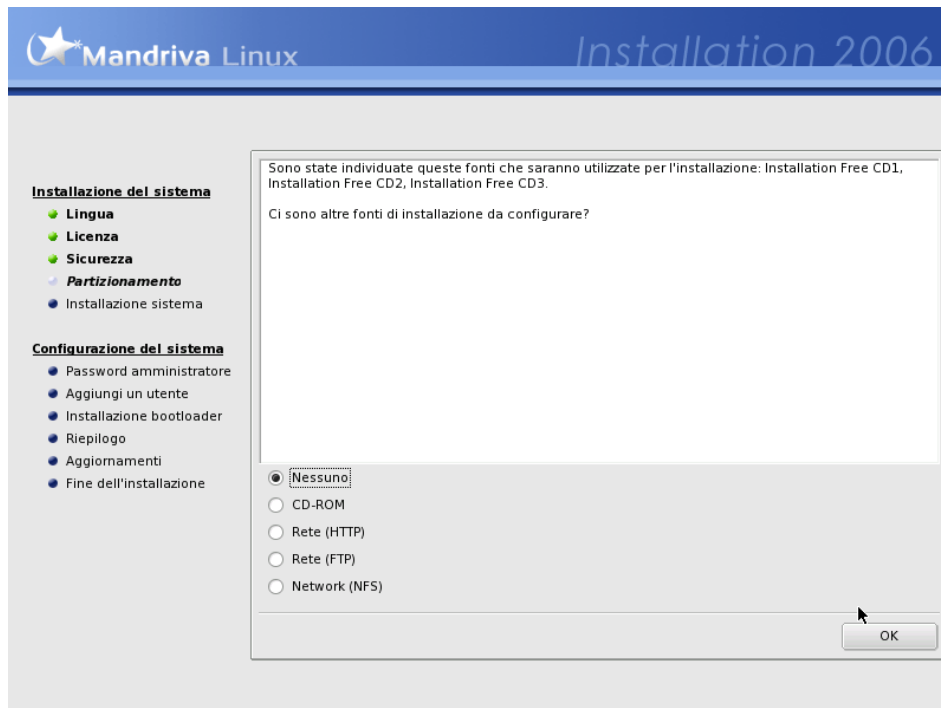 Mandriva Linux
Installation 2006
Installazione del sistema
Lingua
Licenza
Sicurezza
Partizionamento
Installazione sistema
Configurazione del sistema
Password amministratore
Aggiungi un utente
Installazione bootloader
Riepilogo
Aggiornamenti
Fine dell'installazione
Sono state individuate queste fonti che saranno utilizzate per l'installazione: Installation Free CD1,
Installation Free CD2, Installation Free CD3.
Ci sono altre fonti di installazione da configurare?
Nessuno
CD-ROM
Rete (HTTP)
Rete (FTP)
Network (NFS)
OK